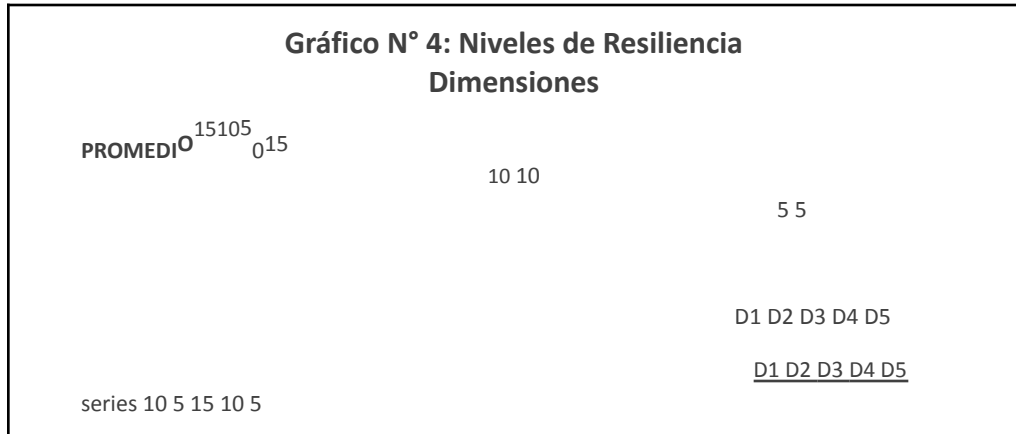 Gráfico N° 4: Niveles de Resiliencia
Dimensiones
PROMEDIO 15105 015
10 10
5 5
D1 D2 D3 D4 D5
D1 D2 D3 D4 D5
series 10 5 15 10 5